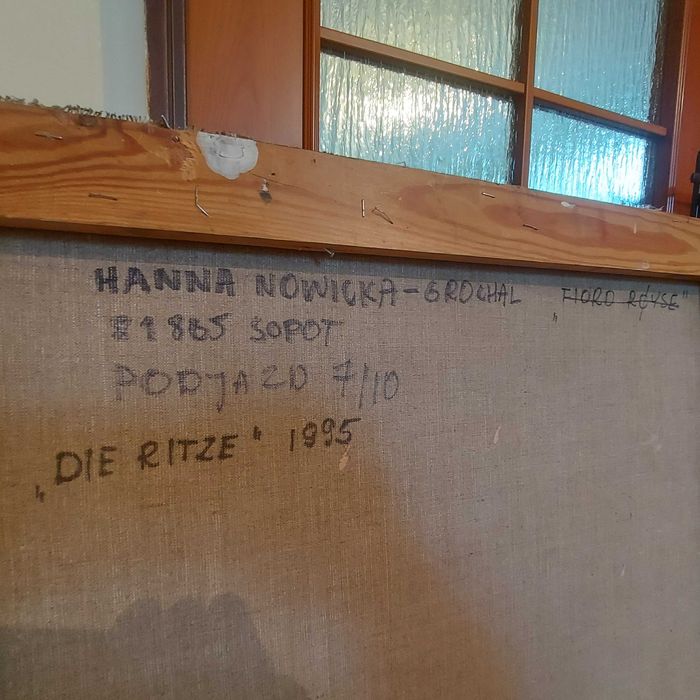 HANNA NOWICKA-GROCHAL
81865 SOPOT
PODJAZD 7/10
„DIE RITZE" 1995
„FIORD